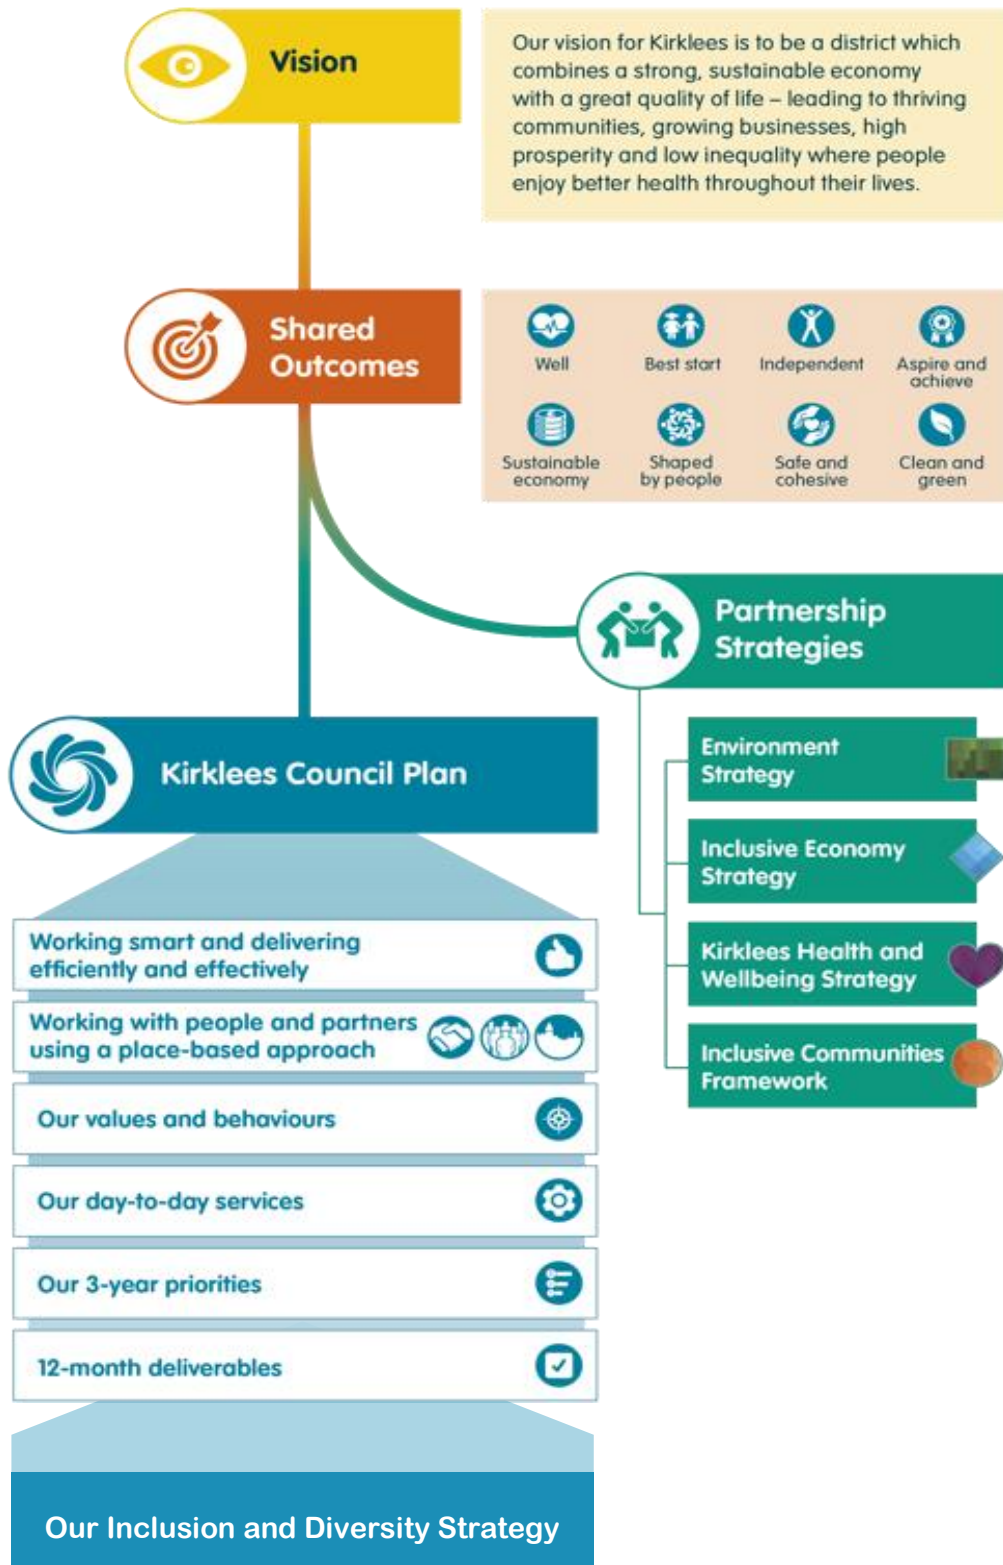 Vision
Our vision for Kirklees is to be a district which
combines a strong, sustainable economy
with a great quality of life – leading to thriving
communities, growing businesses, high
prosperity and low inequality where people
enjoy better health throughout their lives.
Shared
Outcomes
Well
Best start
Independent
Aspire and
achieve
Sustainable
economy
Shaped
by people
Safe and
cohesive
Clean and
green
Partnership
Strategies
Environment
Strategy
Inclusive Economy
Strategy
Kirklees Health and
Wellbeing Strategy
Inclusive Communities
Framework
Kirklees Council Plan
Working smart and delivering
efficiently and effectively
Working with people and partners
using a place-based approach
Our values and behaviours
Our day-to-day services
Our 3-year priorities
12-month deliverables
Our Inclusion and Diversity Strategy